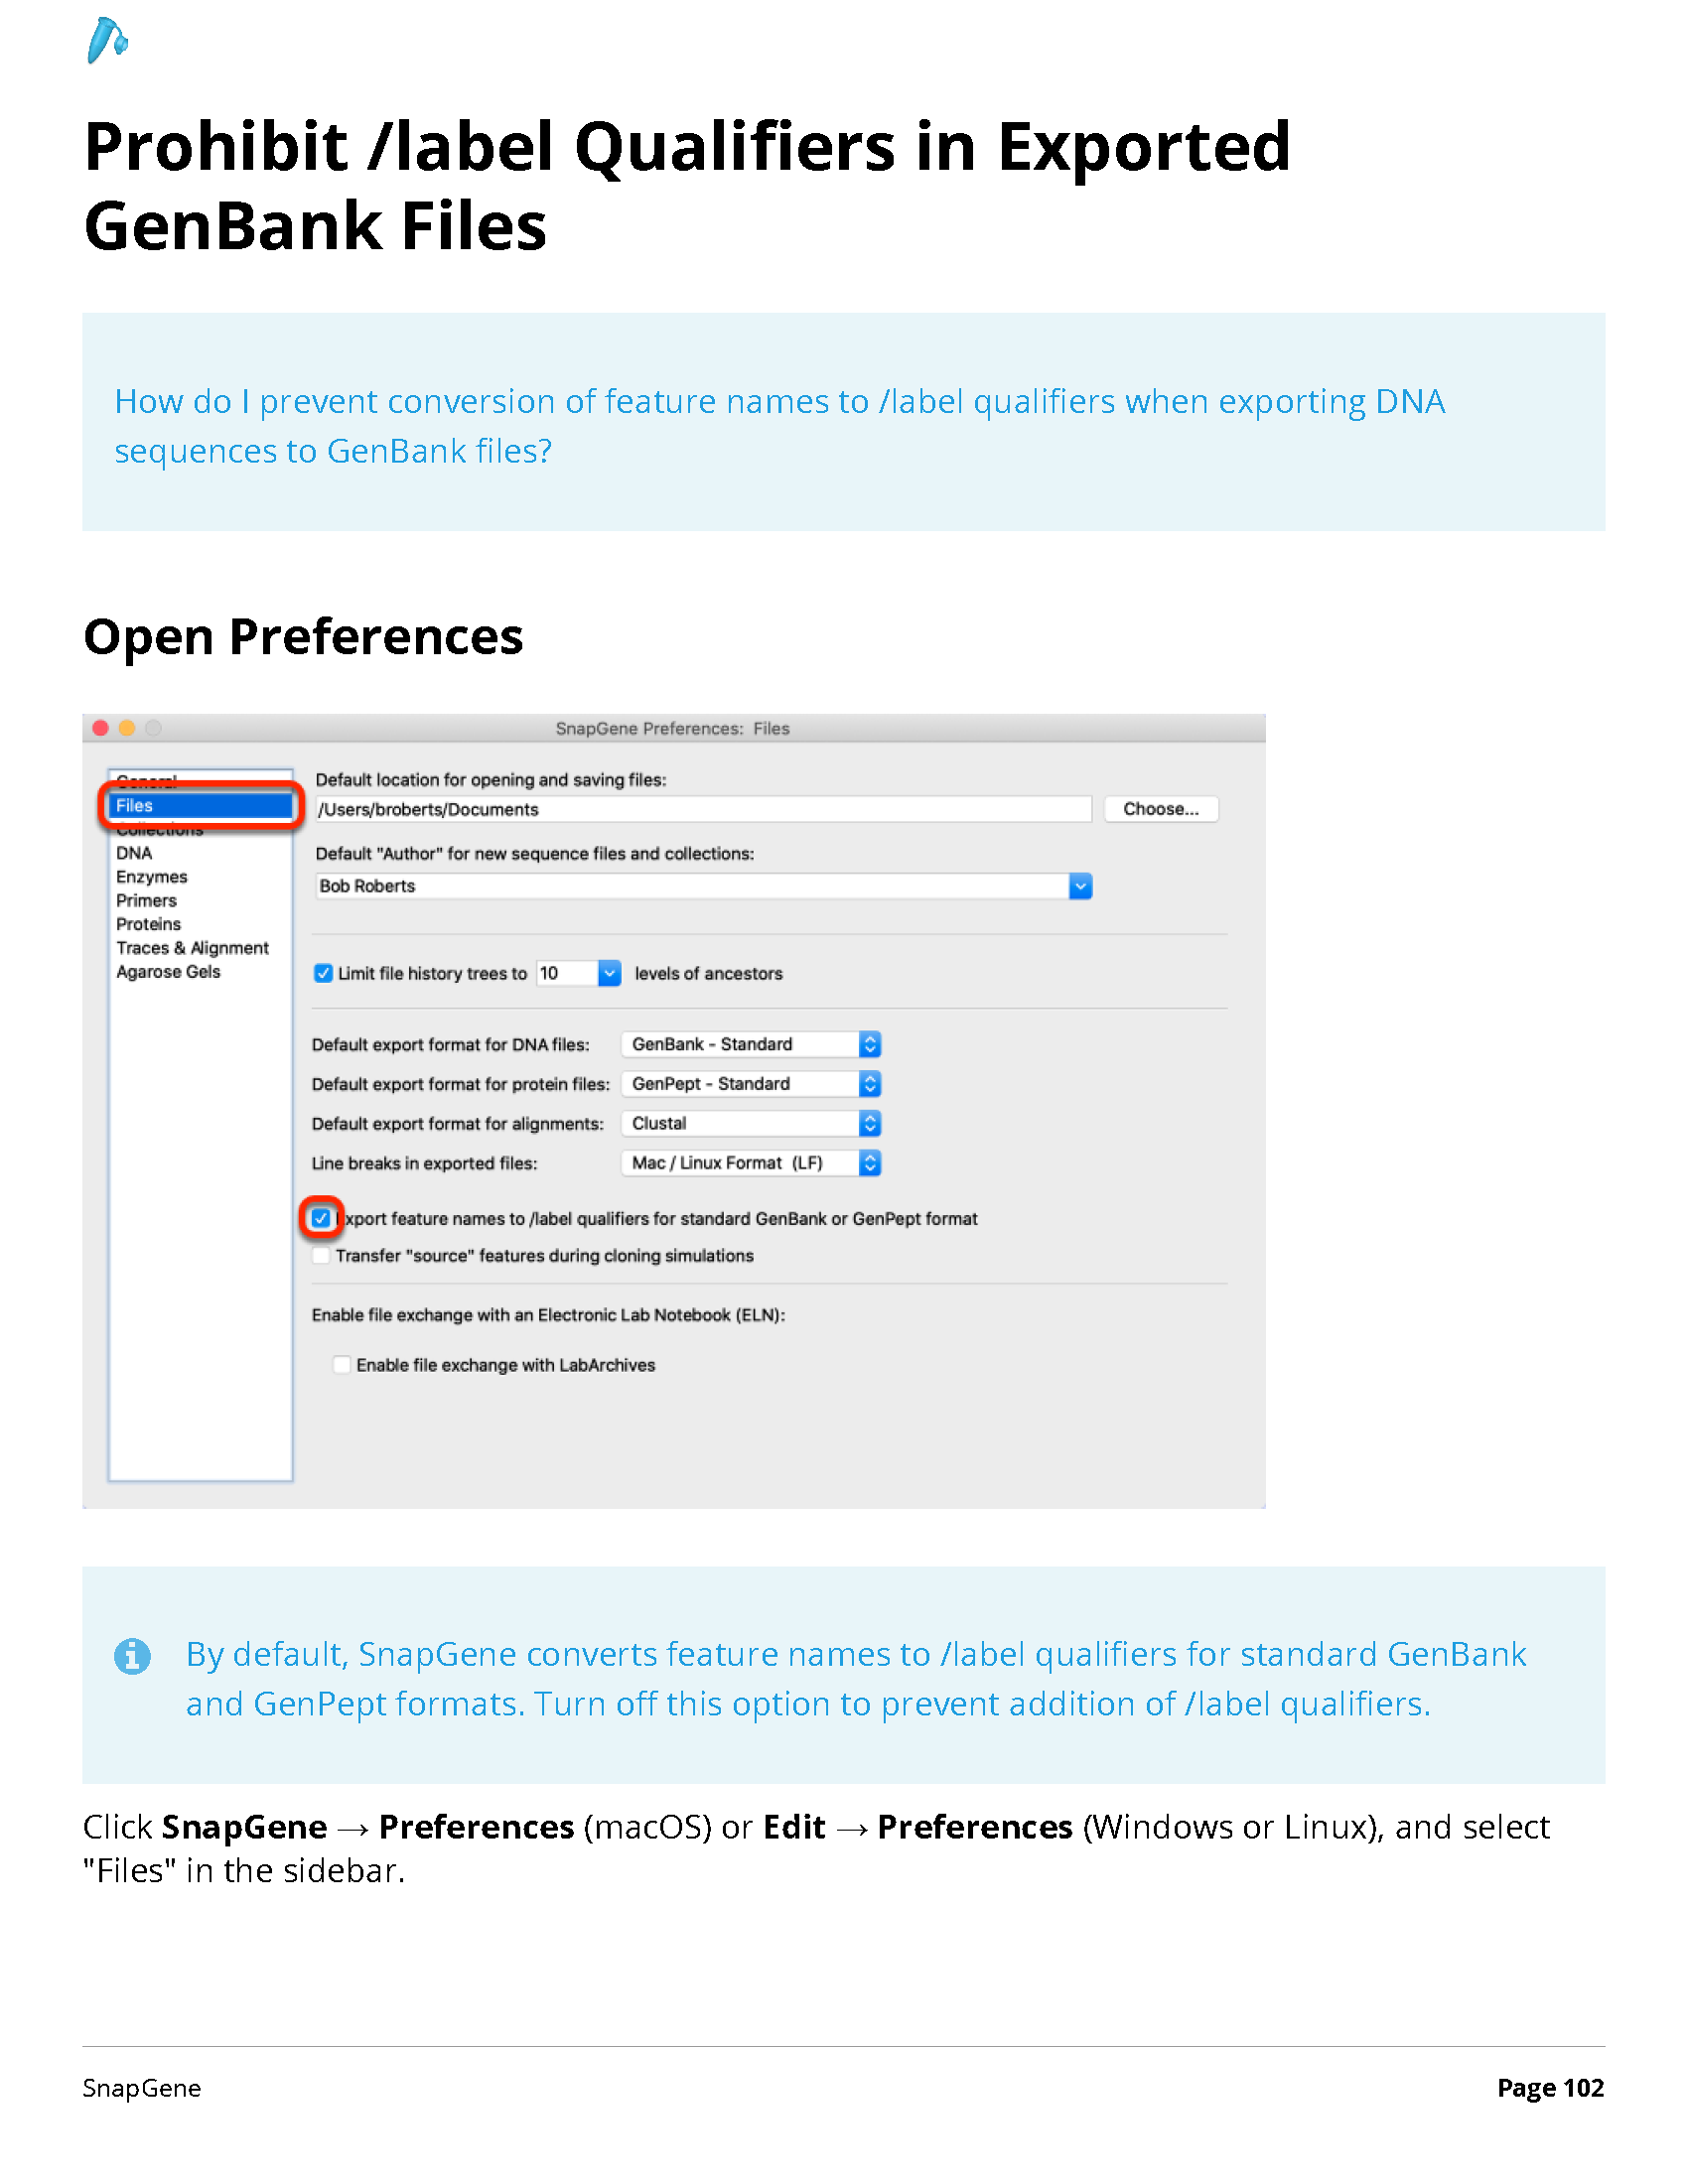 Prohibit /label Qualifiers in Exported
GenBank Files
How do I prevent conversion of feature names to /label qualifiers when exporting DNA
sequences to GenBank files?
Open Preferences
SnapGene Preferences: Files
General
Files
Collections
DNA
Enzymes
Primers
Proteins
Traces & Alignment
Agarose Gels
Default location for opening and saving files:
/Users/broberts/Documents
Choose...
Default "Author" for new sequence files and collections:
Bob Roberts
Limit file history trees to 10 levels of ancestors
Default export format for DNA files: GenBank - Standard
Default export format for protein files: GenPept - Standard
Default export format for alignments: Clustal
Line breaks in exported files: Mac / Linux Format (LF)
Export feature names to /label qualifiers for standard GenBank or GenPept format
Transfer "source" features during cloning simulations
Enable file exchange with an Electronic Lab Notebook (ELN):
Enable file exchange with LabArchives
By default, SnapGene converts feature names to /label qualifiers for standard GenBank
and GenPept formats. Turn off this option to prevent addition of /label qualifiers.
Click SnapGene → Preferences (macOS) or Edit → Preferences (Windows or Linux), and select
"Files" in the sidebar.
SnapGene
Page 102